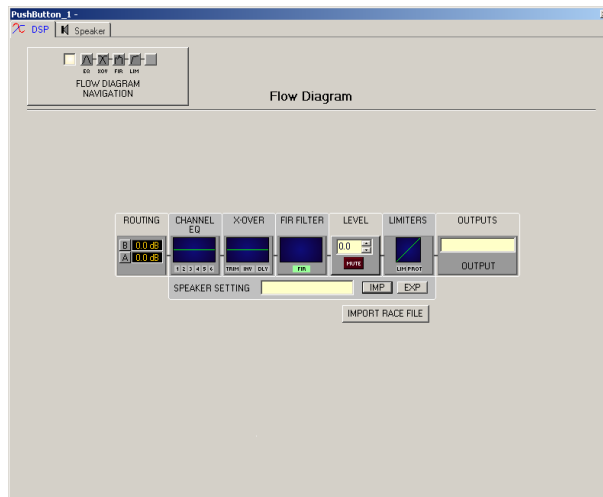 PushButton_1 -
DSP Speaker
EQ XOV FIR LIM
FLOW DIAGRAM
NAVIGATION
Flow Diagram
ROUTING CHANNEL EQ X-OVER FIR FILTER LEVEL LIMITERS OUTPUTS
B 0.0 dB
A 0.0 dB
0.0
MUTE
1 2 3 4 5 6 TRIM INV DLY FIR LIM PROT OUTPUT
SPEAKER SETTING IMP EXP
IMPORT RACE FILE